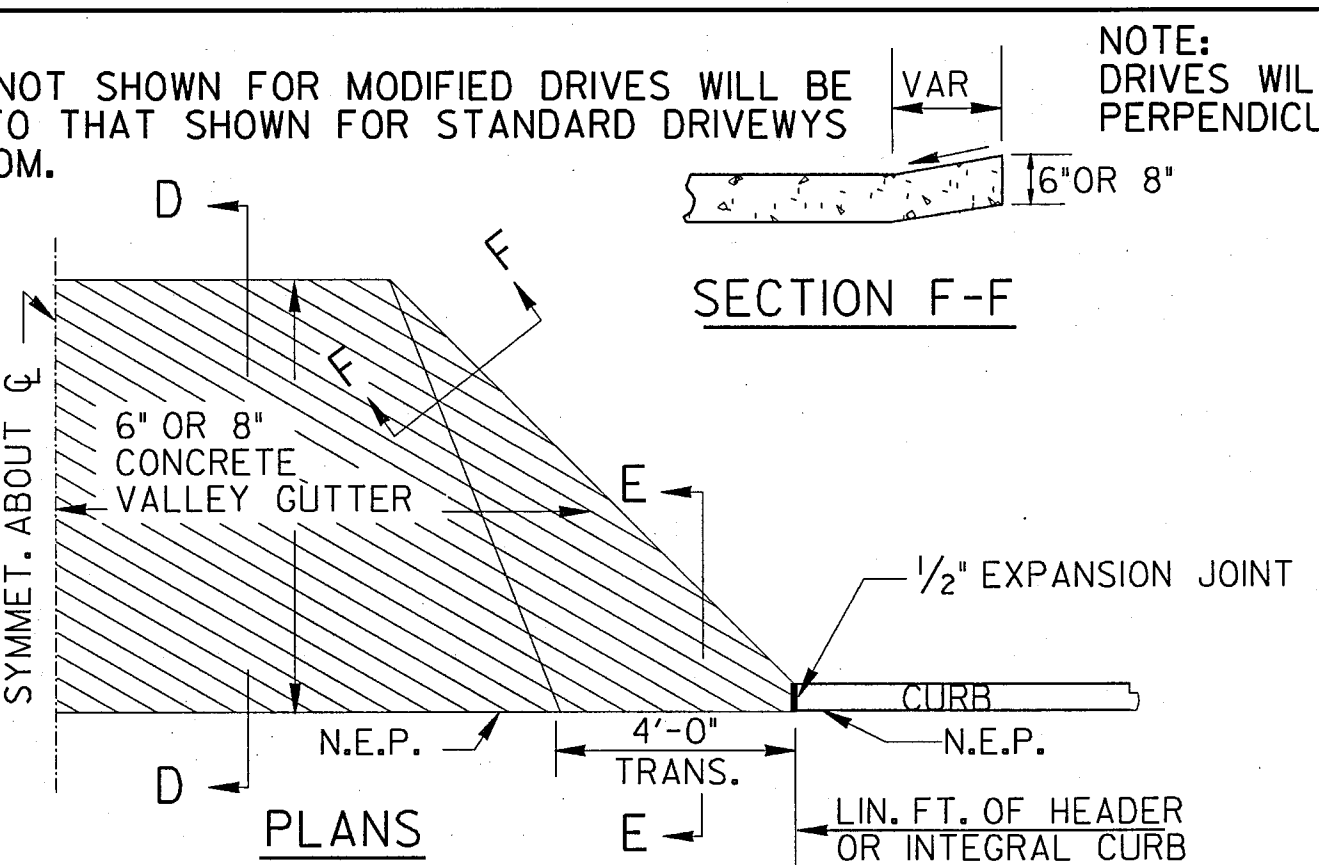 NOT SHOWN FOR MODIFIED DRIVES WILL BE
TO THAT SHOWN FOR STANDARD DRIVEWYS
OM.
NOTE:
DRIVES WIL
PERPENDICU
VAR
6" OR 8"
SECTION F-F
D
F
F
SYMMET. ABOUT ℄
6" OR 8"
CONCRETE
VALLEY GUTTER
E
1/2" EXPANSION JOINT
CURB
N.E.P.
4'-0"
TRANS.
N.E.P.
D
PLANS
E
LIN. FT. OF HEADER
OR INTEGRAL CURB